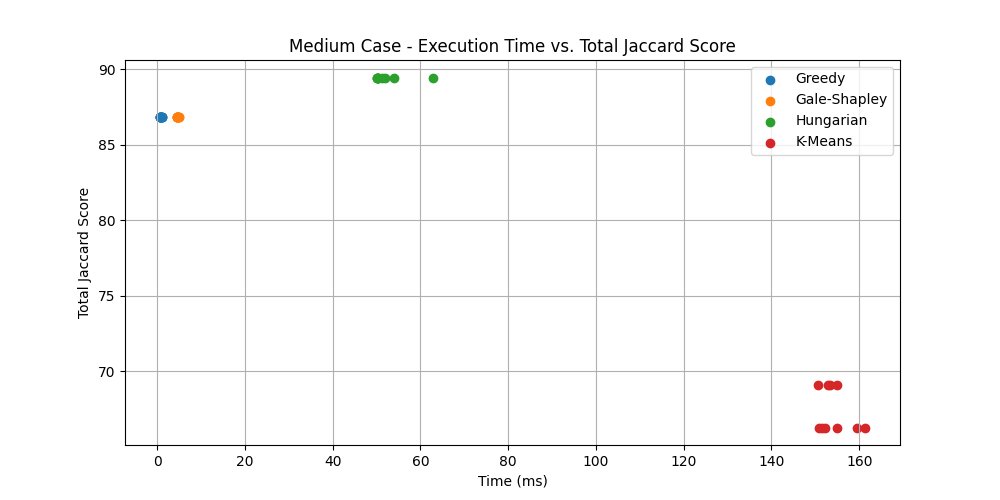 Medium Case - Execution Time vs. Total Jaccard Score
Total Jaccard Score
90
85
80
75
70
0 20 40 60 80 100 120 140 160
Time (ms)
Greedy
Gale-Shapley
Hungarian
K-Means